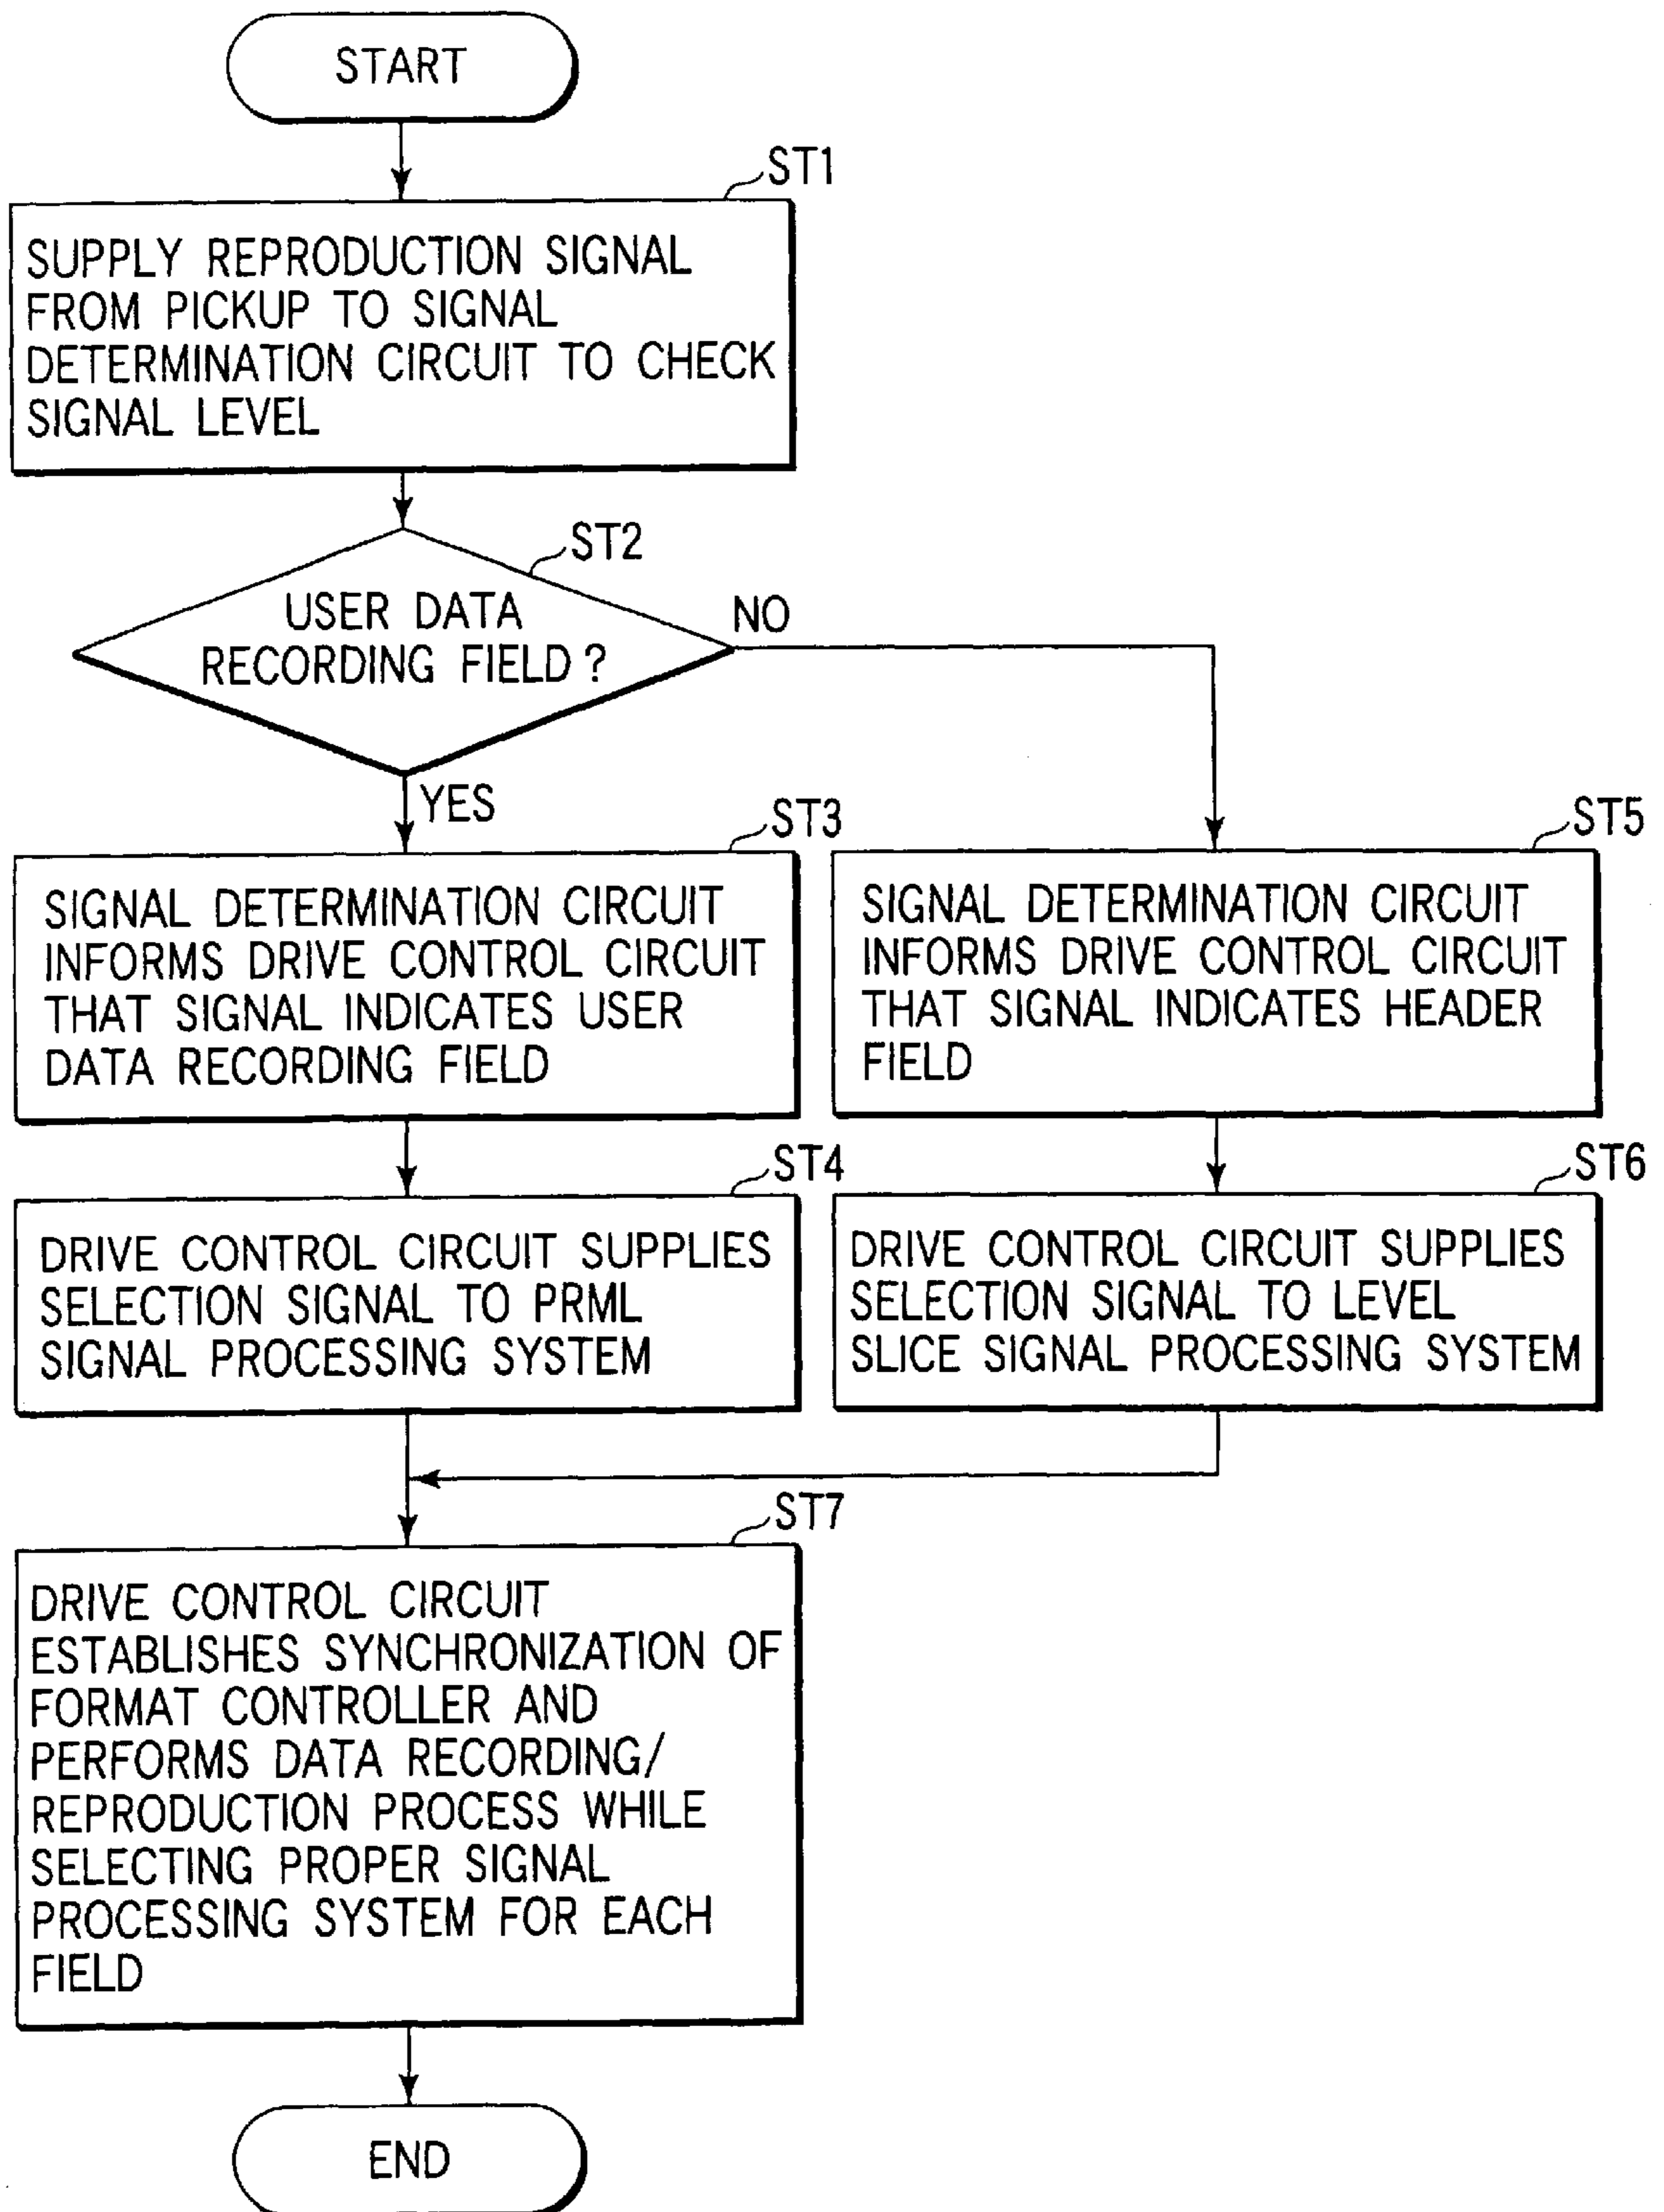 START
ST1
SUPPLY REPRODUCTION SIGNAL
FROM PICKUP TO SIGNAL
DETERMINATION CIRCUIT TO CHECK
SIGNAL LEVEL
ST2
USER DATA
RECORDING FIELD?
NO
YES
ST3
SIGNAL DETERMINATION CIRCUIT
INFORMS DRIVE CONTROL CIRCUIT
THAT SIGNAL INDICATES USER
DATA RECORDING FIELD
ST5
SIGNAL DETERMINATION CIRCUIT
INFORMS DRIVE CONTROL CIRCUIT
THAT SIGNAL INDICATES HEADER
FIELD
ST4
DRIVE CONTROL CIRCUIT SUPPLIES
SELECTION SIGNAL TO PRML
SIGNAL PROCESSING SYSTEM
ST6
DRIVE CONTROL CIRCUIT SUPPLIES
SELECTION SIGNAL TO LEVEL
SLICE SIGNAL PROCESSING SYSTEM
ST7
DRIVE CONTROL CIRCUIT
ESTABLISHES SYNCHRONIZATION OF
FORMAT CONTROLLER AND
PERFORMS DATA RECORDING/
REPRODUCTION PROCESS WHILE
SELECTING PROPER SIGNAL
PROCESSING SYSTEM FOR EACH
FIELD
END